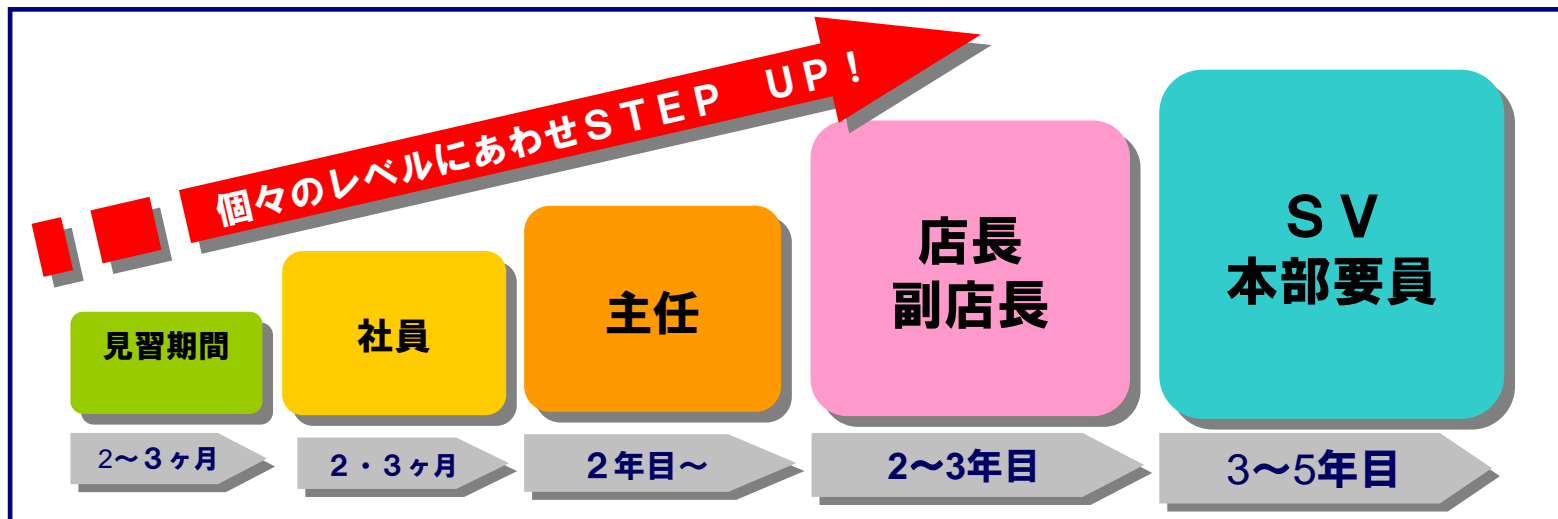 個々のレベルにあわせＳＴＥＰ　ＵＰ！
見習期間
社員
主任
店長
副店長
ＳＶ
本部要員
2～３ヶ月
２・３ヶ月
２年目～
2～3年目
3～5年目